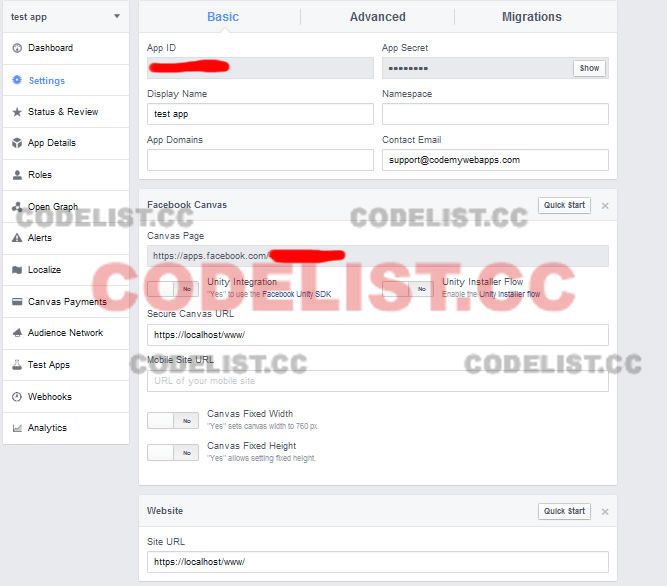 test app
Dashboard
Settings
Status & Review
App Details
Roles
Open Graph
Alerts
Localize
Canvas Payments
Audience Network
Test Apps
Webhooks
Analytics
Basic Advanced Migrations
App ID App Secret
•••••••• Show
Display Name Namespace
test app
App Domains Contact Email
support@codemywebapps.com
Facebook Canvas Quick Start ×
CODELIST.CC CODELIST.CC
Canvas Page
https://apps.facebook.com/
CODELIST.CC
No Unity Integration No Unity Installer Flow
"Yes" to use the Facebook Unity SDK Enable the Unity Installer flow
Secure Canvas URL
https://localhost/www/
Mobile Site URL
CODELIST.CC CODELIST.CC
URL of your mobile site
No Canvas Fixed Width
"Yes" sets canvas width to 760 px.
No Canvas Fixed Height
"Yes" allows setting fixed height.
Website Quick Start ×
Site URL
https://localhost/www/